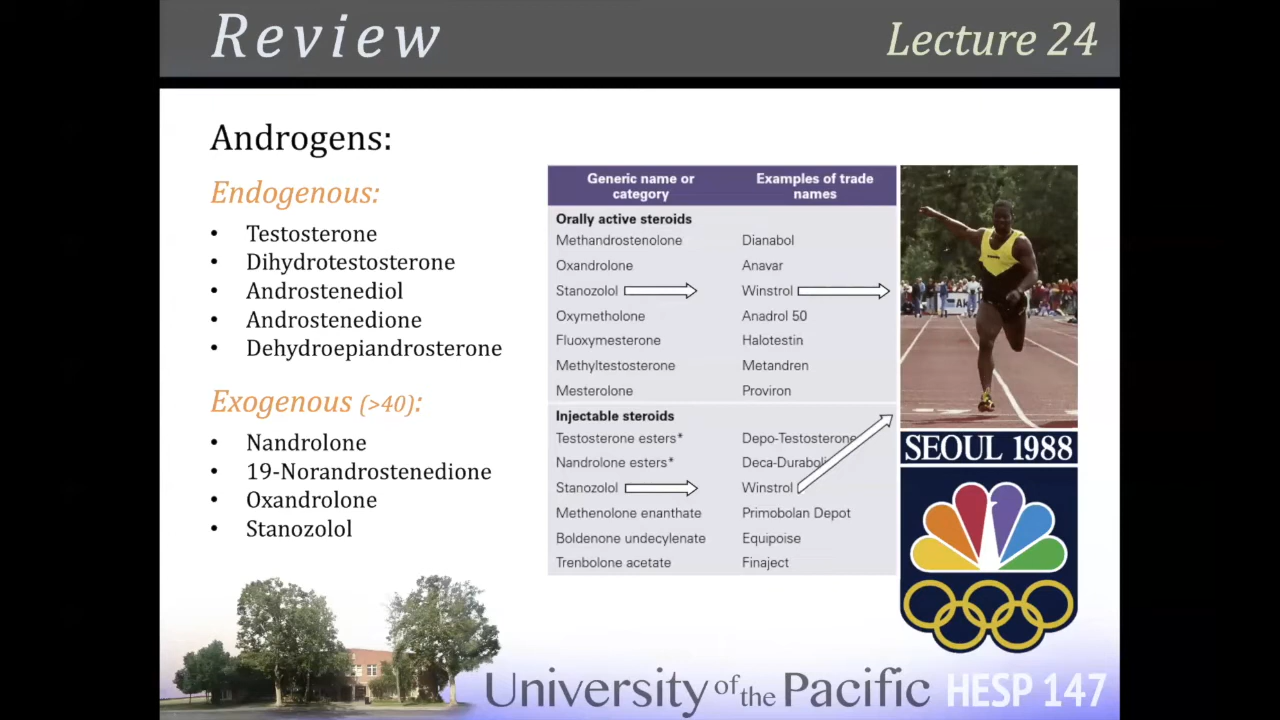 Review
Lecture 24
Androgens:
Endogenous:
• Testosterone
• Dihydrotestosterone
• Androstenediol
• Androstenedione
• Dehydroepiandrosterone
Exogenous (>40):
• Nandrolone
• 19-Norandrostenedione
• Oxandrolone
• Stanozolol
Generic name or category
Examples of trade names
Orally active steroids
Methandrostenolone Dianabol
Oxandrolone Anavar
Stanozolol Winstrol
Oxymetholone Anadrol 50
Fluoxymesterone Halotestin
Methyltestosterone Metandren
Mesterolone Proviron
Injectable steroids
Testosterone esters* Depo-Testosterone
Nandrolone esters*
Stanozolol Winstrol
Methenolone enanthate Primobolan Depot
Boldenone undecylenate Equipoise
Trenbolone acetate Finaject
SEOUL 1988
University of the Pacific HESP 147